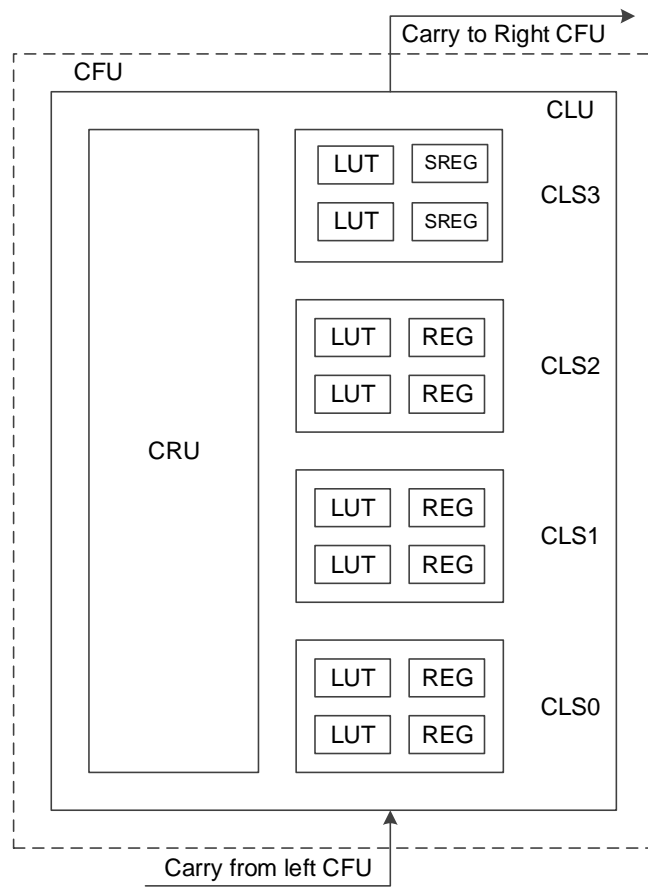 Carry to Right CFU
CFU
CLU
LUT SREG
CLS3
LUT SREG
LUT REG
CLS2
LUT REG
CRU
LUT REG
CLS1
LUT REG
LUT REG
CLS0
LUT REG
Carry from left CFU